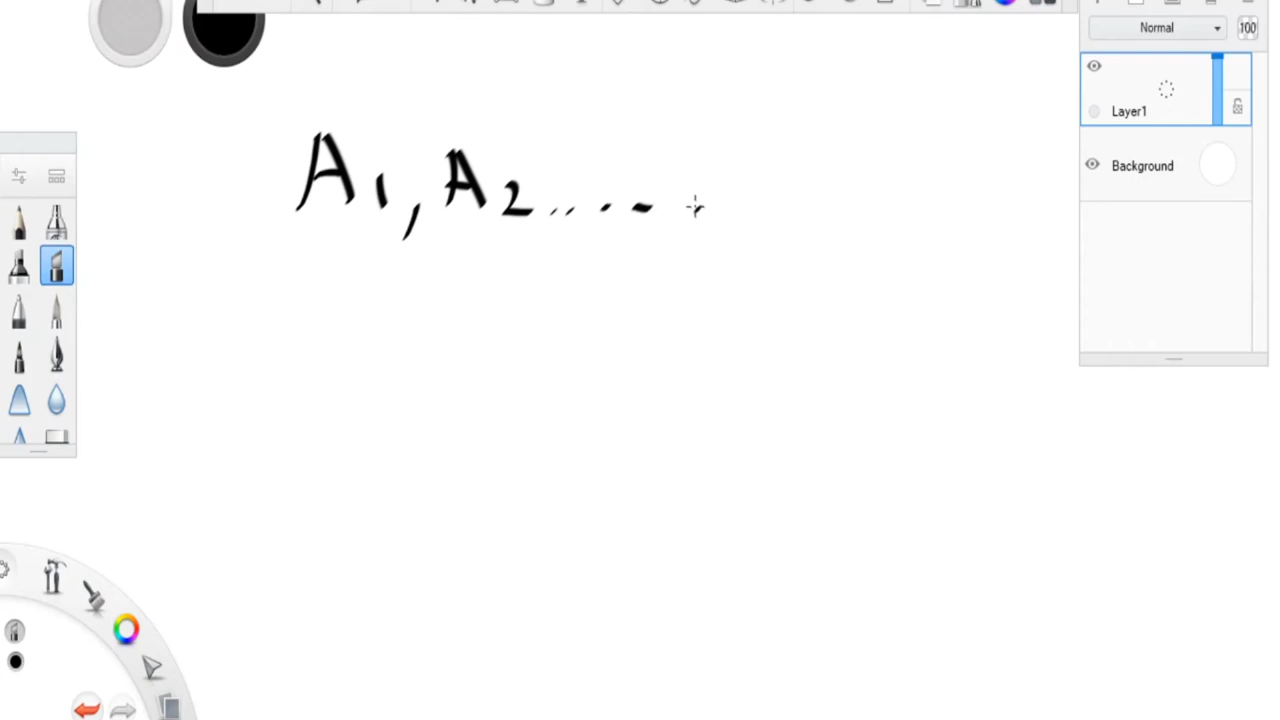 Normal 100
Layer1
Background
A1, A2......